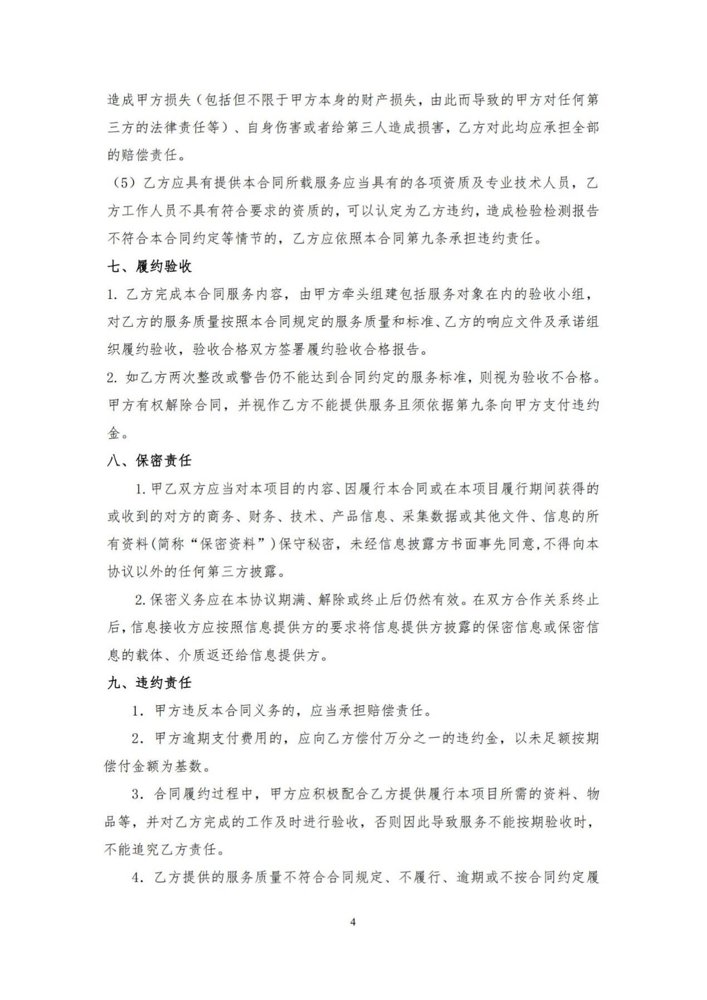 造成甲方损失（包括但不限于甲方本身的财产损失，由此而导致的甲方对任何第
三方的法律责任等）、自身伤害或者给第三人造成损害，乙方对此均应承担全部
的赔偿责任。
（5）乙方应具有提供本合同所载服务应当具有的各项资质及专业技术人员，乙
方工作人员不具有符合要求的资质的，可以认定为乙方违约，造成检验检测报告
不符合本合同约定等情节的，乙方应依照本合同第九条承担违约责任。
七、履约验收
1. 乙方完成本合同服务内容，由甲方牵头组建包括服务对象在内的验收小组，
对乙方的服务质量按照本合同规定的服务质量和标准、乙方的响应文件及承诺组
织履约验收，验收合格双方签署履约验收合格报告。
2. 如乙方两次整改或警告仍不能达到合同约定的服务标准，则视为验收不合格。
甲方有权解除合同，并视作乙方不能提供服务且须依据第九条向甲方支付违约
金。
八、保密责任
1.甲乙双方应当对本项目的内容、因履行本合同或在本项目履行期间获得的
或收到的对方的商务、财务、技术、产品信息、采集数据或其他文件、信息的所
有资料(简称“保密资料”)保守秘密，未经信息披露方书面事先同意,不得向本
协议以外的任何第三方披露。
2.保密义务应在本协议期满、解除或终止后仍然有效。在双方合作关系终止
后，信息接收方应按照信息提供方的要求将信息提供方披露的保密信息或保密信
息的载体、介质返还给信息提供方。
九、违约责任
1. 甲方违反本合同义务的，应当承担赔偿责任。
2. 甲方逾期支付费用的，应向乙方偿付万分之一的违约金，以未足额按期
偿付金额为基数。
3. 合同履约过程中，甲方应积极配合乙方提供履行本项目所需的资料、物
品等，并对乙方完成的工作及时进行验收，否则因此导致服务不能按期验收时，
不能追究乙方责任。
4. 乙方提供的服务质量不符合合同规定、不履行、逾期或不按合同约定履
4